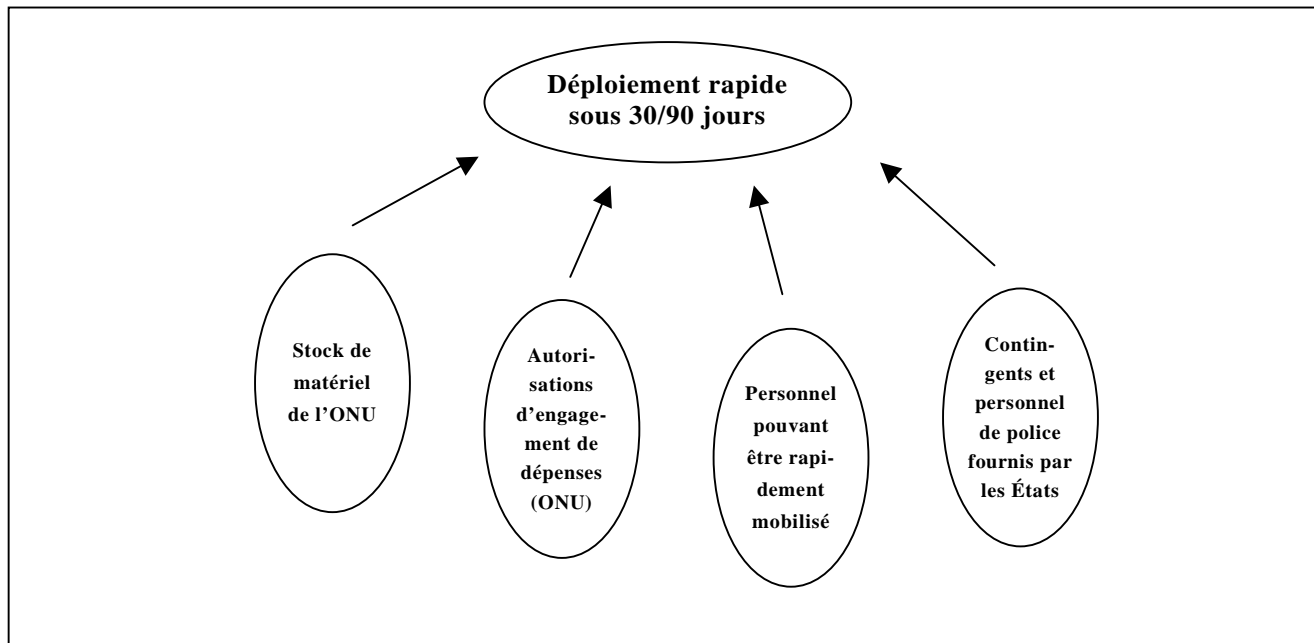 Déploiement rapide
sous 30/90 jours
Stock de
matériel
de l’ONU
Autori-
sations
d’engage-
ment de
dépenses
(ONU)
Personnel
pouvant
être rapi-
dement
mobilisé
Contin-
gents et
personnel
de police
fournis par
les États